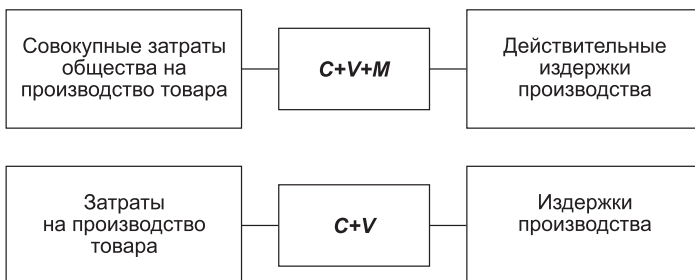 Совокупные затраты
общества на
производство товара
C+V+M
Действительные
издержки
производства
Затраты
на производство
товара
C+V
Издержки
производства